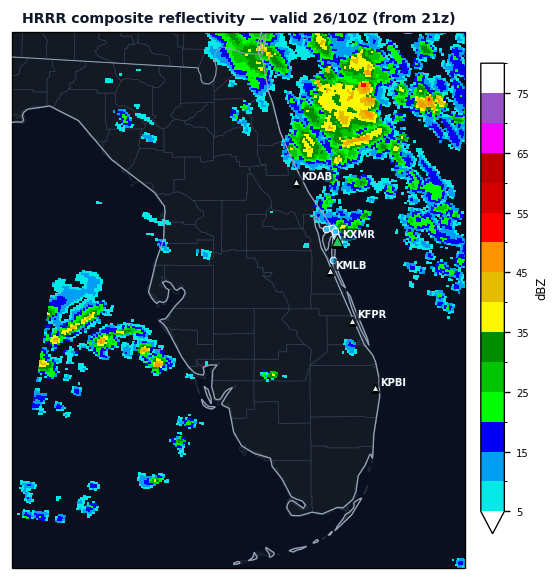 HRRR composite reflectivity — valid 26/10Z (from 21z)
KDAB
KXMR
KMLB
KFPR
KPBI
75
65
55
45
35
25
15
5
dBZ